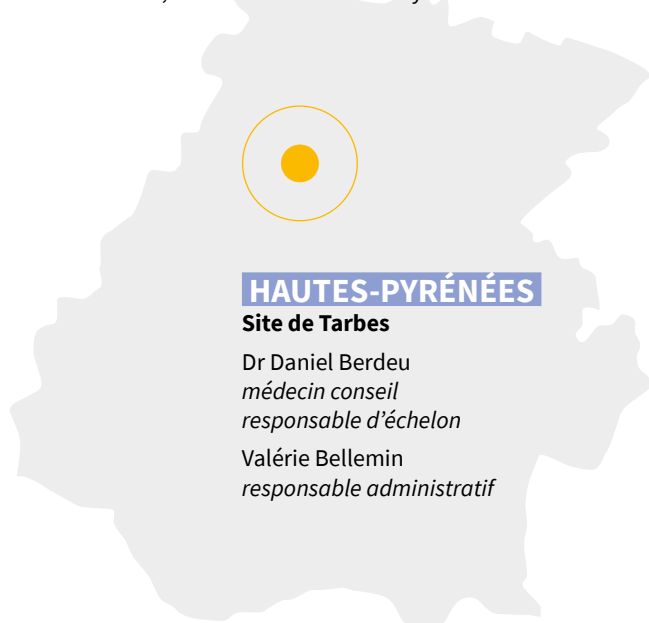 HAUTES-PYRÉNÉES
Site de Tarbes
Dr Daniel Berdeu
médecin conseil
responsable d’échelon
Valérie Bellemin
responsable administratif